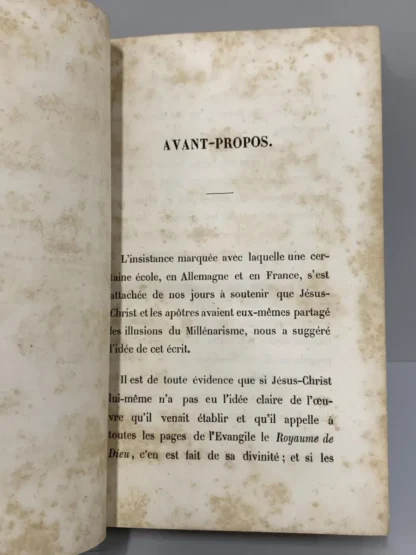 AVANT-PROPOS.
L'insistance marquée avec laquelle une cer-
taine école, en Allemagne et en France, s'est
attachée de nos jours à soutenir que Jésus-
Christ et les apôtres avaient eux-mêmes partagé
les illusions du Millénarisme, nous a suggéré
l'idée de cet écrit.
Il est de toute évidence que si Jésus-Christ
lui-même n'a pas eu l'idée claire de l'œu-
vre qu'il venait établir et qu'il appelle à
toutes les pages de l'Evangile le Royaume de
Dieu, c'en est fait de sa divinité ; et si les